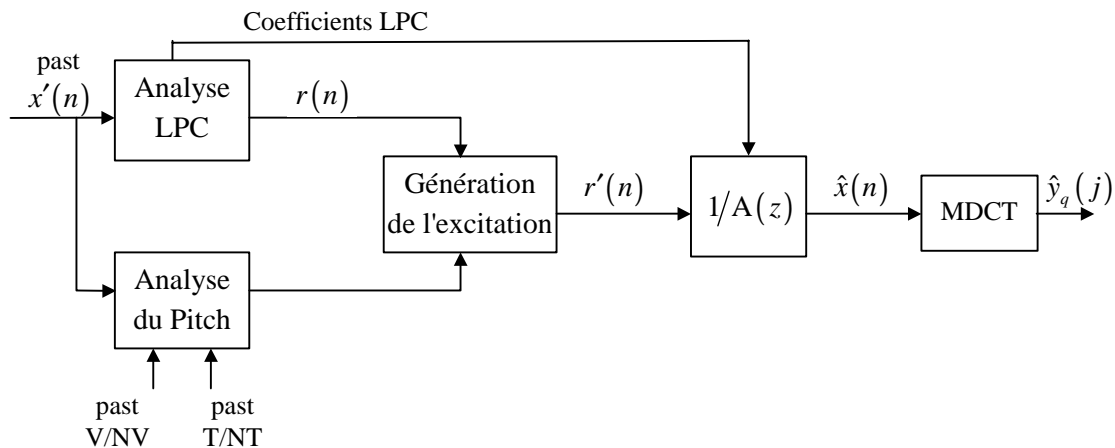 Coefficients LPC
past
x′(n)
Analyse
LPC
r(n)
Génération
de l'excitation
r′(n)
1/A(z)
x̂(n)
MDCT
ŷ_q(j)
Analyse
du Pitch
past
V/NV
past
T/NT